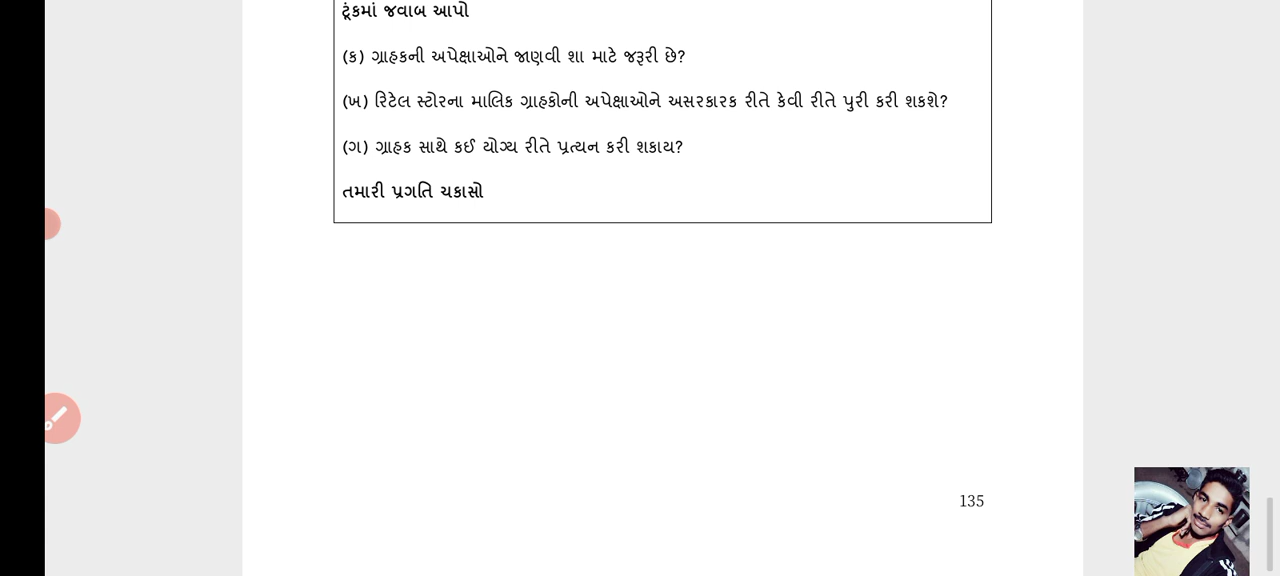 ટૂંકમાં જવાબ આપો
(ક) ગ્રાહકની અપેક્ષાઓને જાણવી શા માટે જરૂરી છે?
(ખ) રિટેલ સ્ટોરના માલિક ગ્રાહકોની અપેક્ષાઓને અસરકારક રીતે કેવી રીતે પુરી કરી શકશે?
(ગ) ગ્રાહક સાથે કઈ યોગ્ય રીતે પ્રત્યન કરી શકાય?
તમારી પ્રગતિ ચકાસો
135